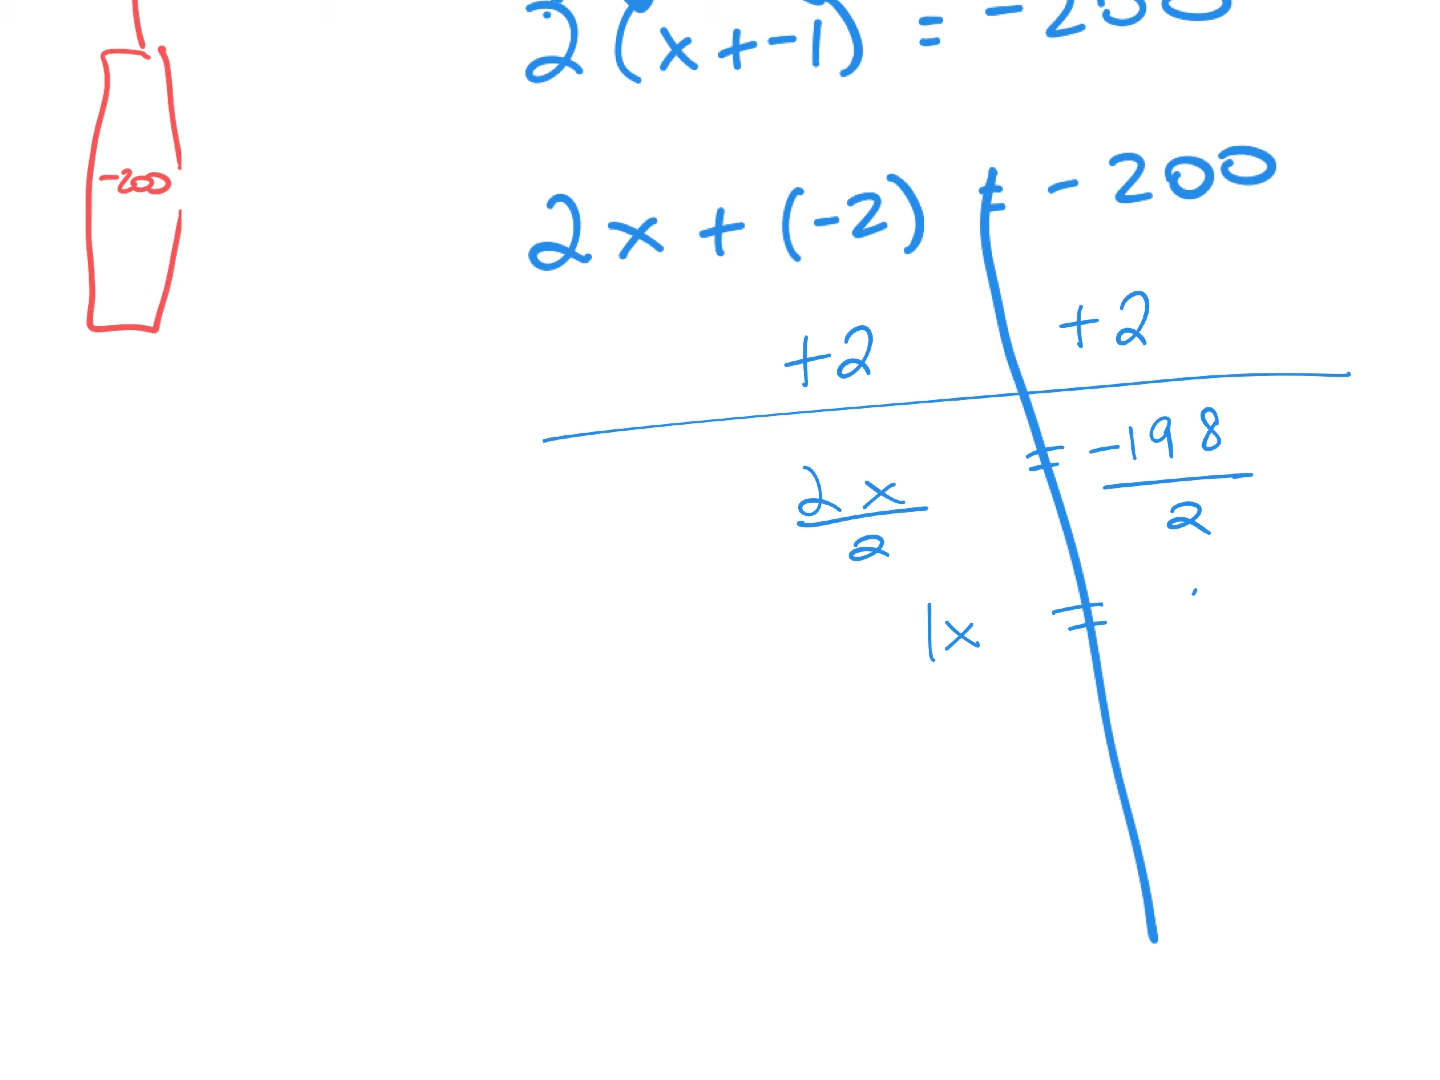 2(x+-1) = -200
-200
2x + (-2) = -200
+2 +2
2x/2 = -198/2
1x =